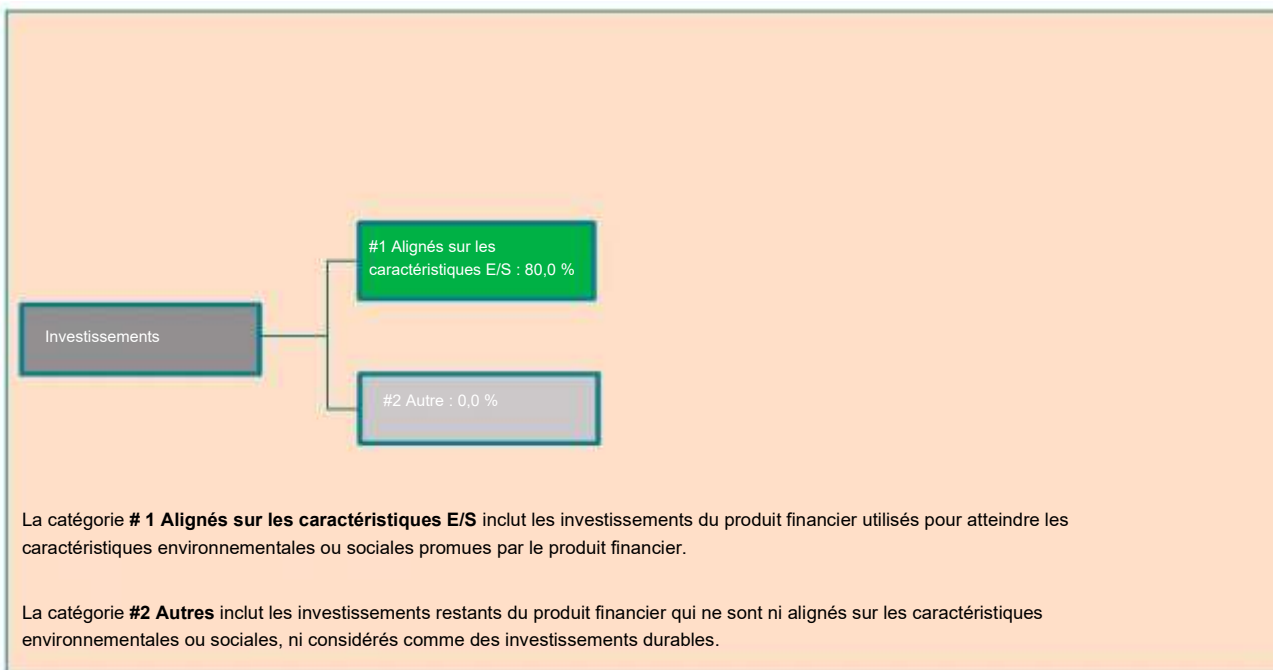 #1 Alignés sur les
caractéristiques E/S : 80,0 %
Investissements
#2 Autre : 0,0 %
La catégorie # 1 Alignés sur les caractéristiques E/S inclut les investissements du produit financier utilisés pour atteindre les
caractéristiques environnementales ou sociales promues par le produit financier.
La catégorie #2 Autres inclut les investissements restants du produit financier qui ne sont ni alignés sur les caractéristiques
environnementales ou sociales, ni considérés comme des investissements durables.